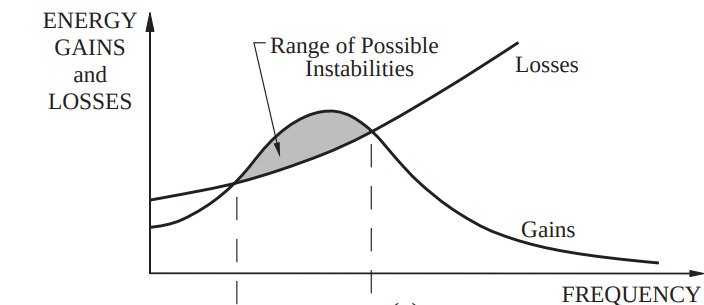 ENERGY
GAINS
and
LOSSES
Range of Possible
Instabilities
Losses
Gains
FREQUENCY